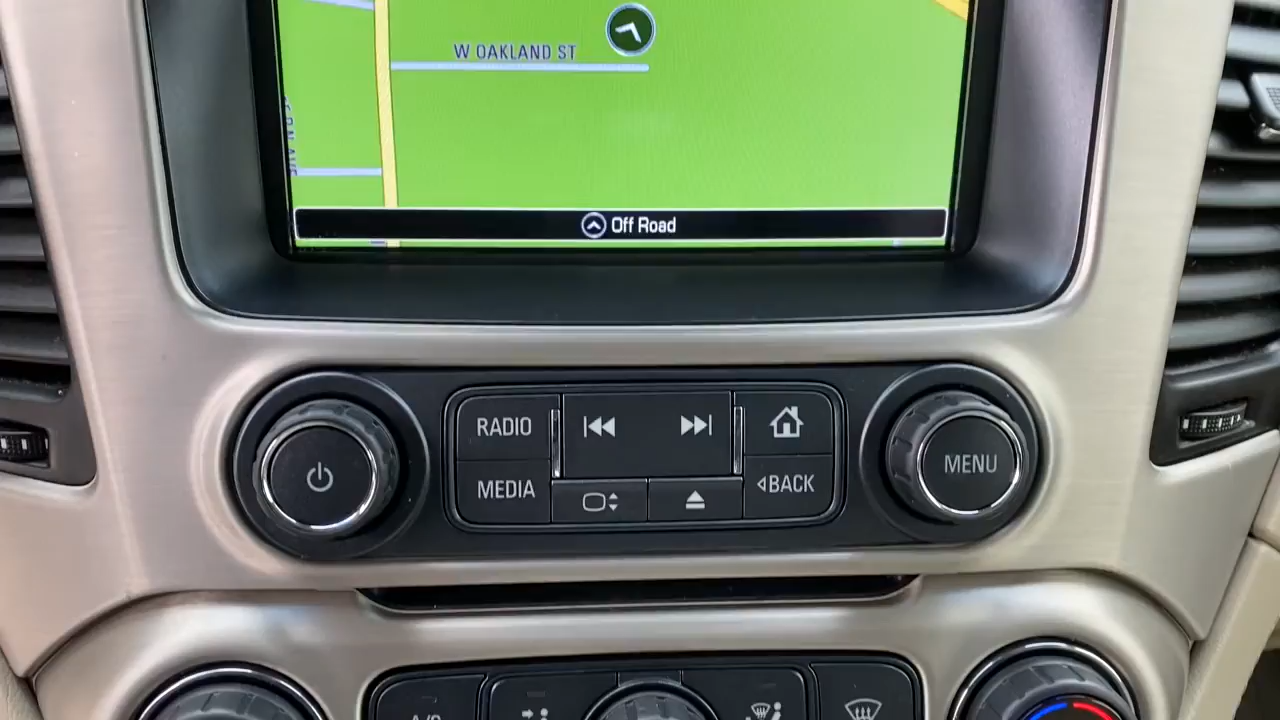 W OAKLAND ST
Off Road
RADIO
MEDIA
BACK
MENU
A/C